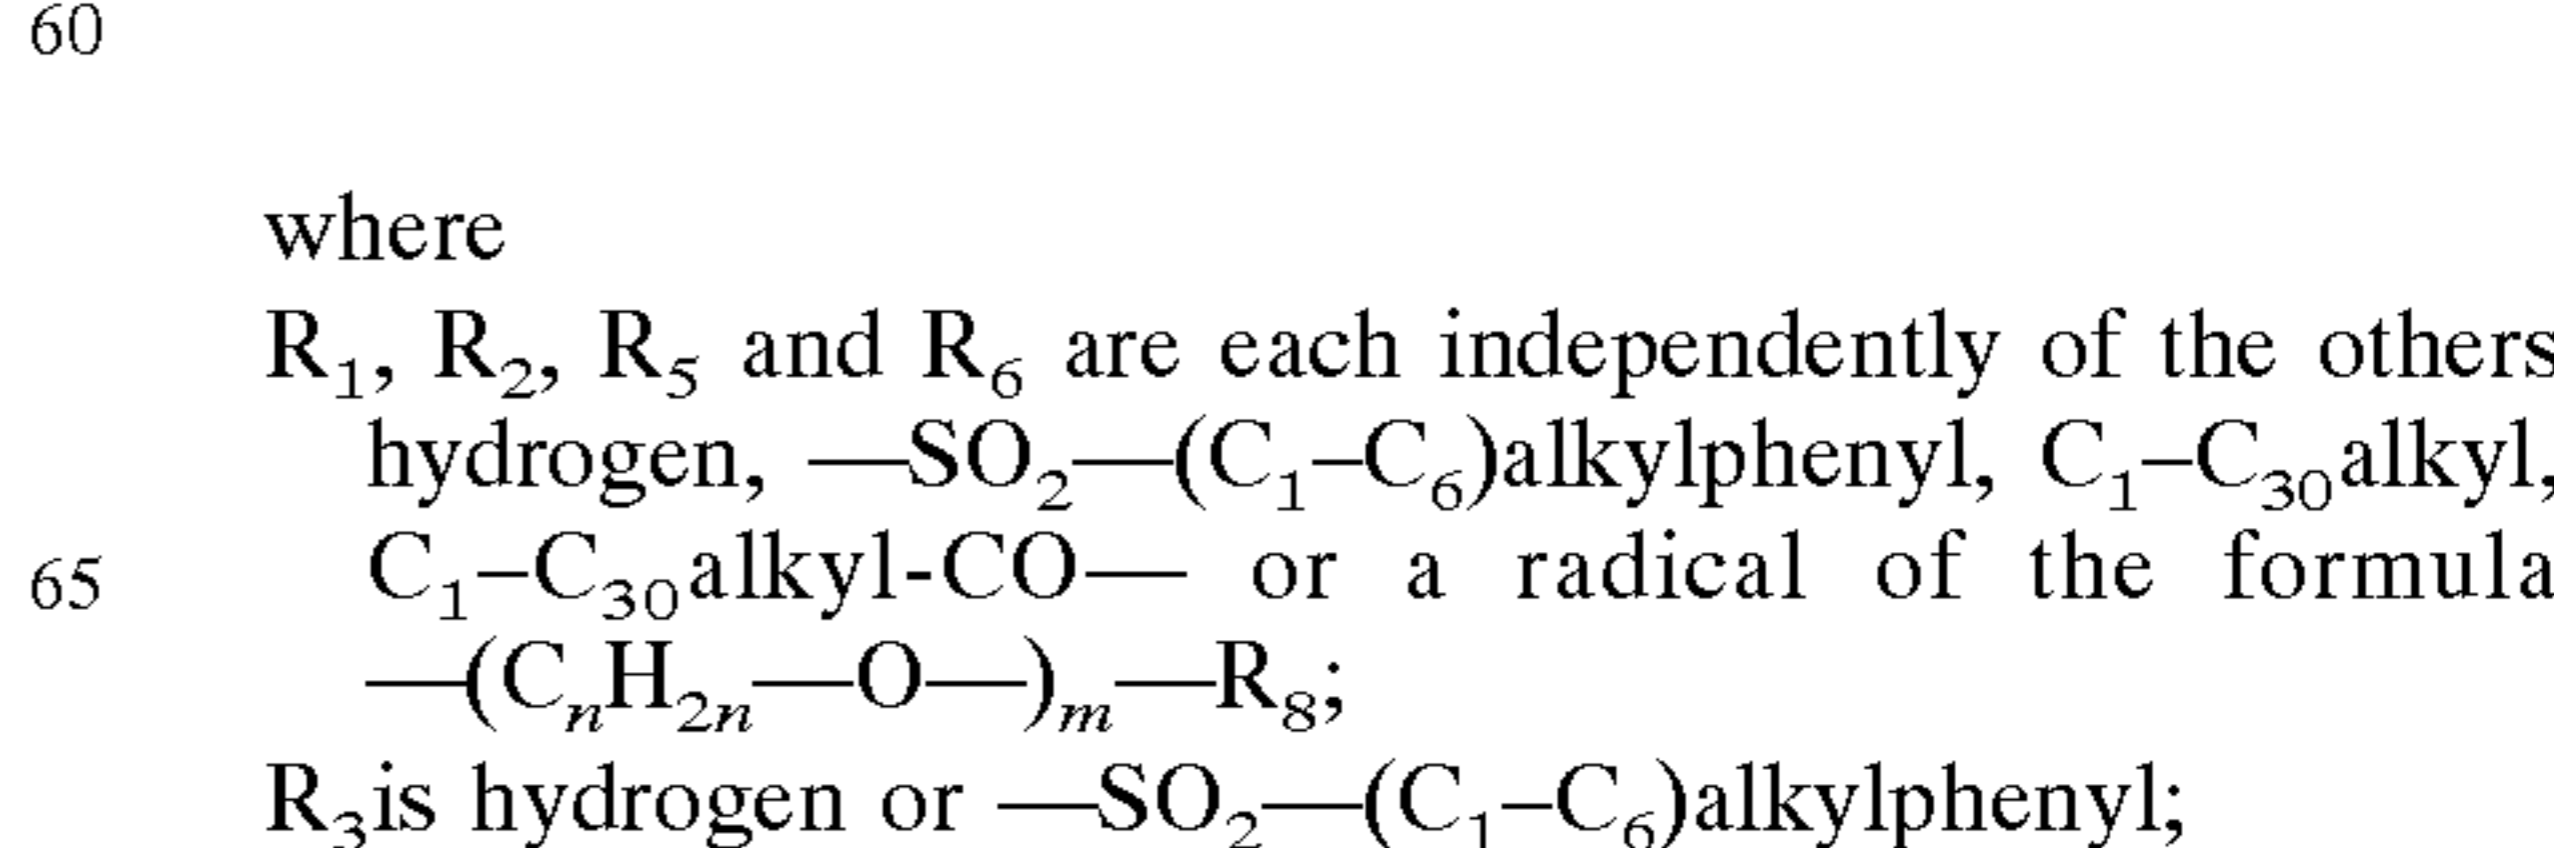 60
where
R₁, R₂, R₅ and R₆ are each independently of the others
hydrogen, —SO₂—(C₁–C₆)alkylphenyl, C₁–C₃₀alkyl,
65 C₁–C₃₀alkyl-CO— or a radical of the formula
—(CₙH₂ₙ—O—)ₘ—R₈;
R₃is hydrogen or —SO₂—(C₁–C₆)alkylphenyl;